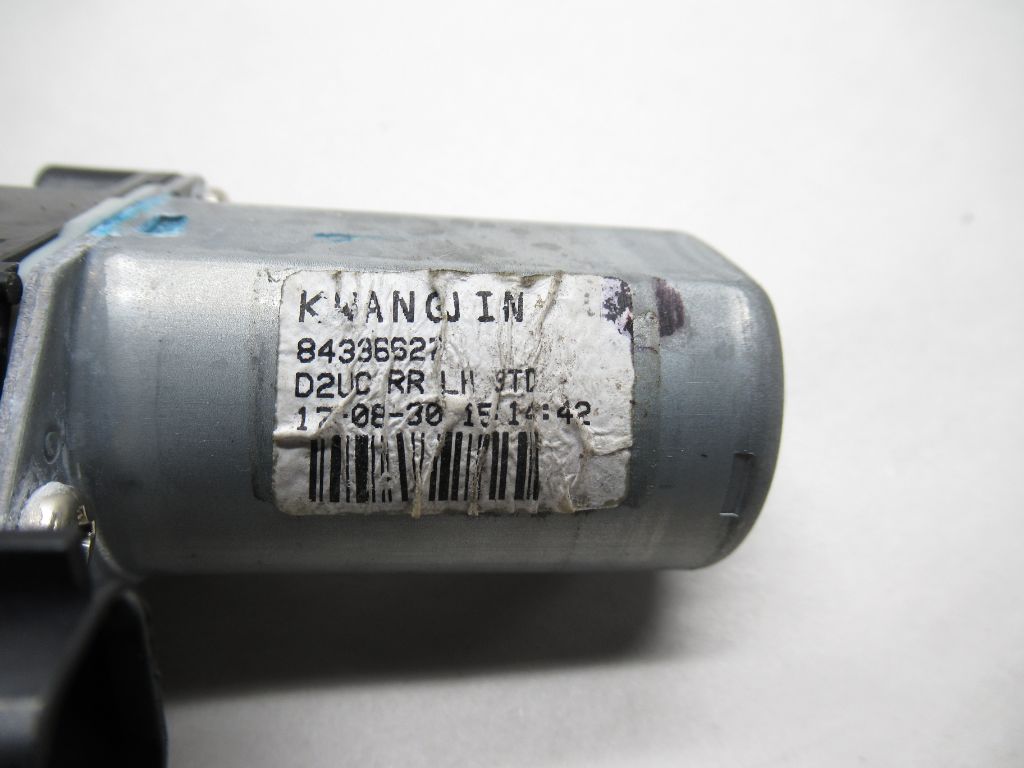 KWANGJIN
84336627
D2UC RR LH STD
17-08-30 15:14:42